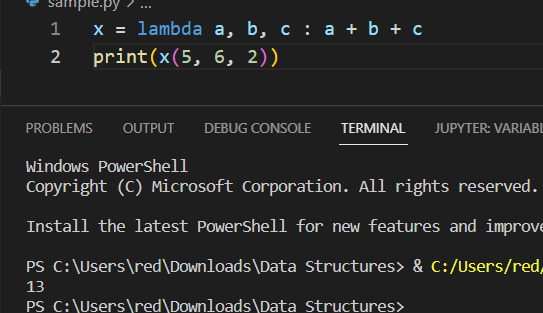 sample.py > ...
1 x = lambda a, b, c : a + b + c
2 print(x(5, 6, 2))
PROBLEMS OUTPUT DEBUG CONSOLE TERMINAL JUPYTER: VARIABL
Windows PowerShell
Copyright (C) Microsoft Corporation. All rights reserved.
Install the latest PowerShell for new features and improve
PS C:\Users\red\Downloads\Data Structures> & C:/Users/red/
13
PS C:\Users\red\Downloads\Data Structures>